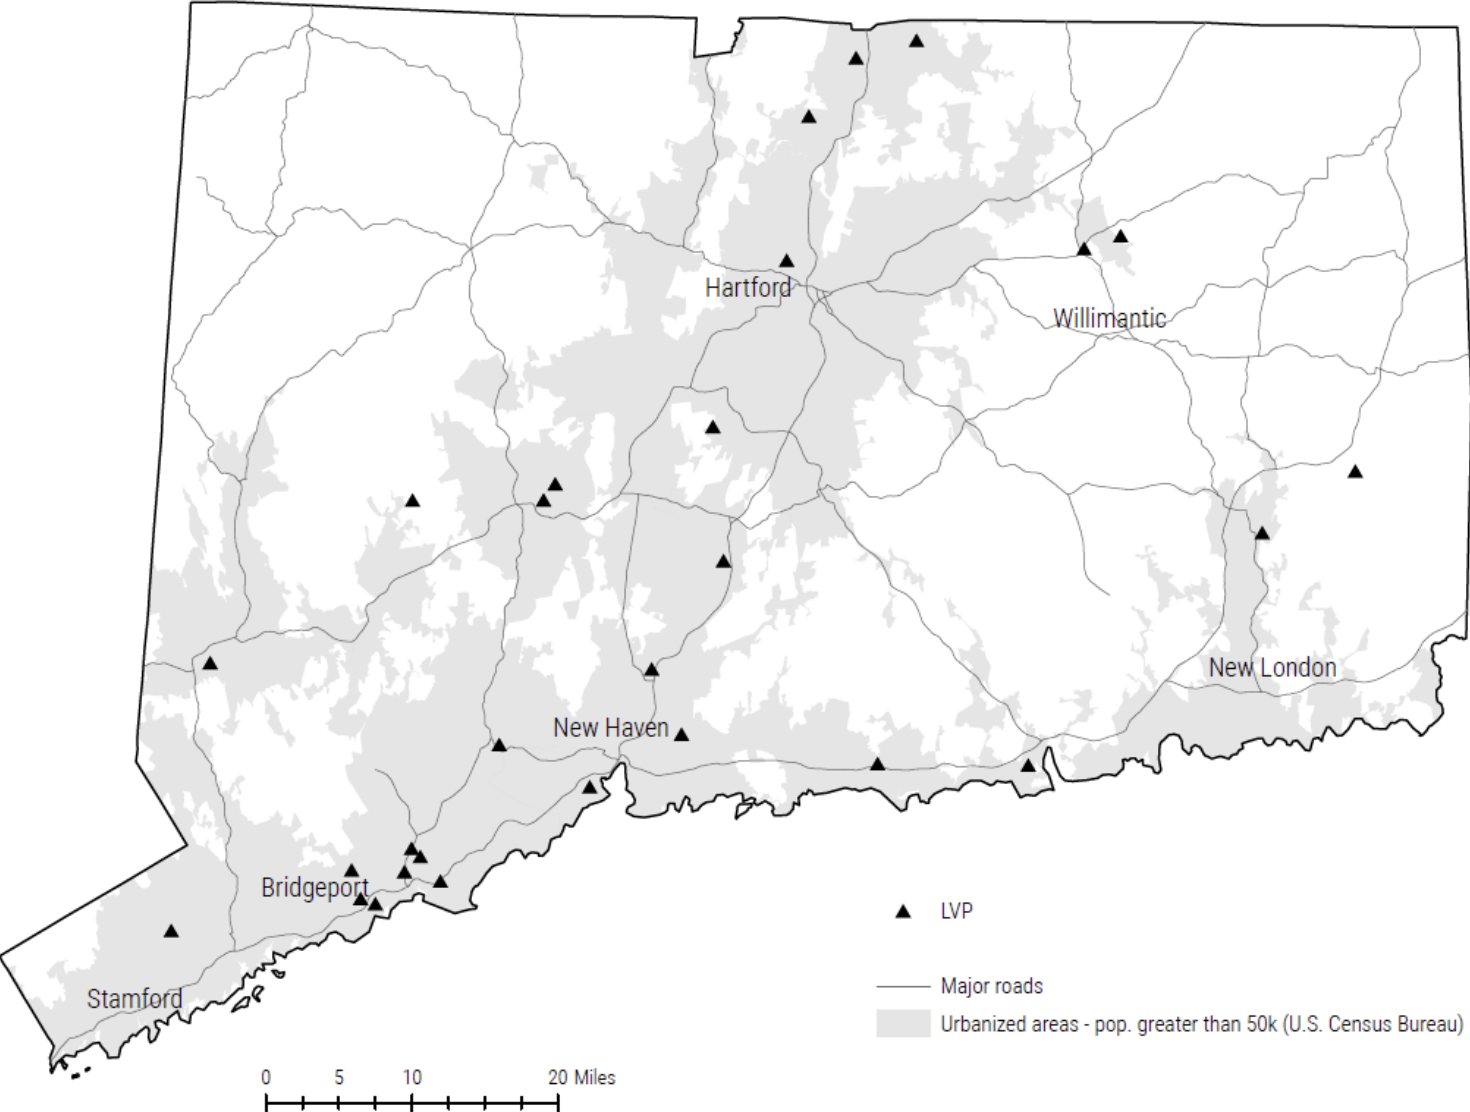 Hartford
Willimantic
New London
New Haven
Bridgeport
Stamford
LVP
Major roads
Urbanized areas - pop. greater than 50k (U.S. Census Bureau)
0 5 10 20 Miles